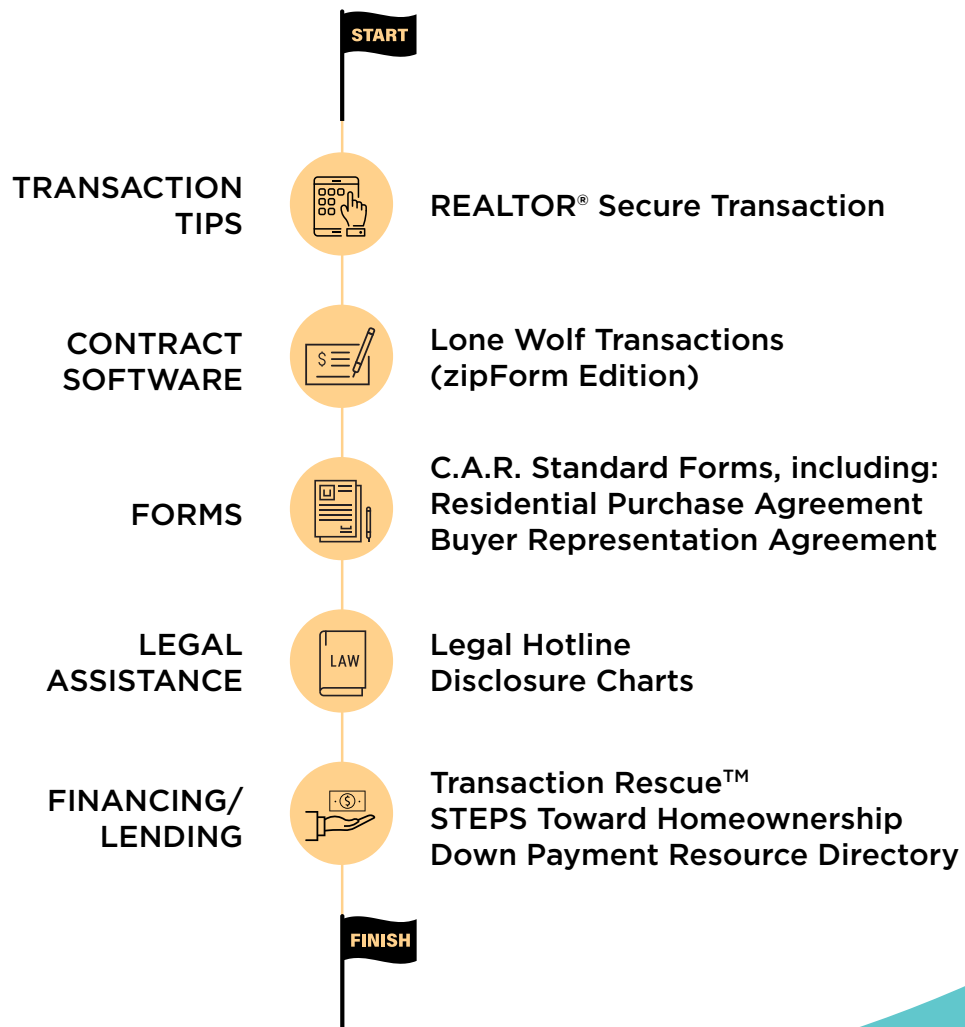 START
TRANSACTION
TIPS
REALTOR® Secure Transaction
CONTRACT
SOFTWARE
$
Lone Wolf Transactions
(zipForm Edition)
FORMS
C.A.R. Standard Forms, including:
Residential Purchase Agreement
Buyer Representation Agreement
LEGAL
ASSISTANCE
LAW
Legal Hotline
Disclosure Charts
FINANCING/
LENDING
$
Transaction Rescue™
STEPS Toward Homeownership
Down Payment Resource Directory
FINISH